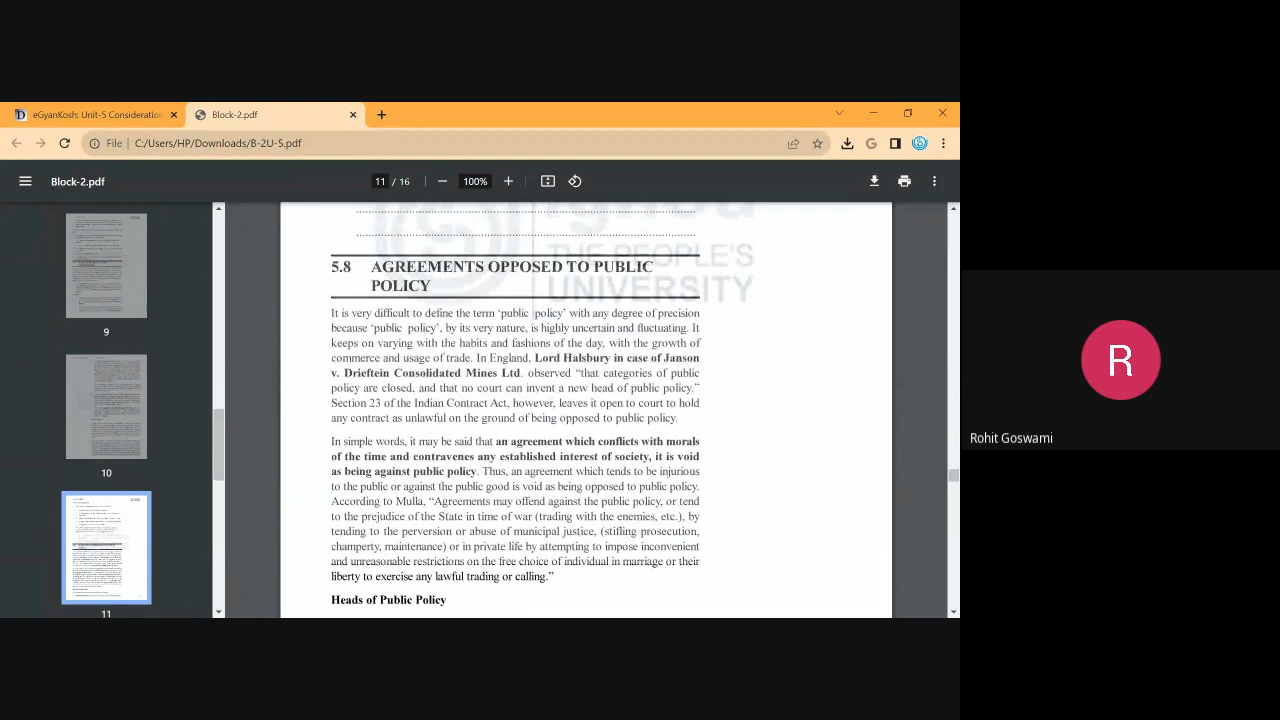 eGyanKosh: Unit-5 Consideration
Block-2.pdf
File
C:/Users/HP/Downloads/B-2U-5.pdf
Block-2.pdf
11 / 16
100%
9
10
11
THE PEOPLE'S
UNIVERSITY
5.8 AGREEMENTS OPPOSED TO PUBLIC
POLICY
It is very difficult to define the term ‘public policy’ with any degree of precision
because ‘public policy’, by its very nature, is highly uncertain and fluctuating. It
keeps on varying with the habits and fashions of the day, with the growth of
commerce and usage of trade. In England, Lord Halsbury in case of Janson
v. Drieftein Consolidated Mines Ltd. observed “that categories of public
policy are closed, and that no court can invent a new head of public policy.”
Section 23 of the Indian Contract Act, however, leaves it open to court to hold
any contract as unlawful on the ground of being opposed to public policy.
In simple words, it may be said that an agreement which conflicts with morals
of the time and contravenes any established interest of society, it is void
as being against public policy. Thus, an agreement which tends to be injurious
to the public or against the public good is void as being opposed to public policy.
According to Mulla, “Agreements may offend against the public policy, or tend
to the prejudice of the State in time of war (trading with the enemies, etc.), by
tending to the perversion or abuse of municipal justice, (stifling prosecution,
champerty, maintenance) or in private life by attempting to impose inconvenient
and unreasonable restrictions on the free choice of individual in marriage or their
liberty to exercise any lawful trading or calling.”
Heads of Public Policy
R
Rohit Goswami